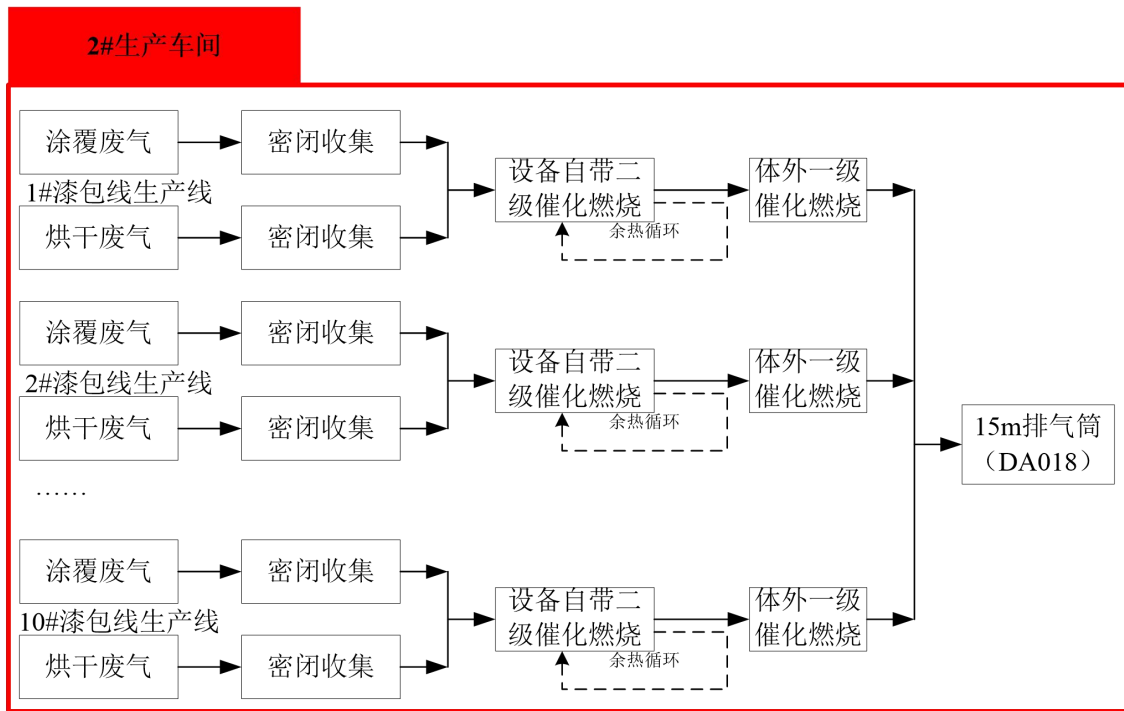 2#生产车间
涂覆废气
密闭收集
1#漆包线生产线
烘干废气
密闭收集
设备自带二
级催化燃烧
余热循环
体外一级
催化燃烧
涂覆废气
密闭收集
2#漆包线生产线
烘干废气
密闭收集
设备自带二
级催化燃烧
余热循环
体外一级
催化燃烧
……
涂覆废气
密闭收集
10#漆包线生产线
烘干废气
密闭收集
设备自带二
级催化燃烧
余热循环
体外一级
催化燃烧
15m排气筒
（DA018）